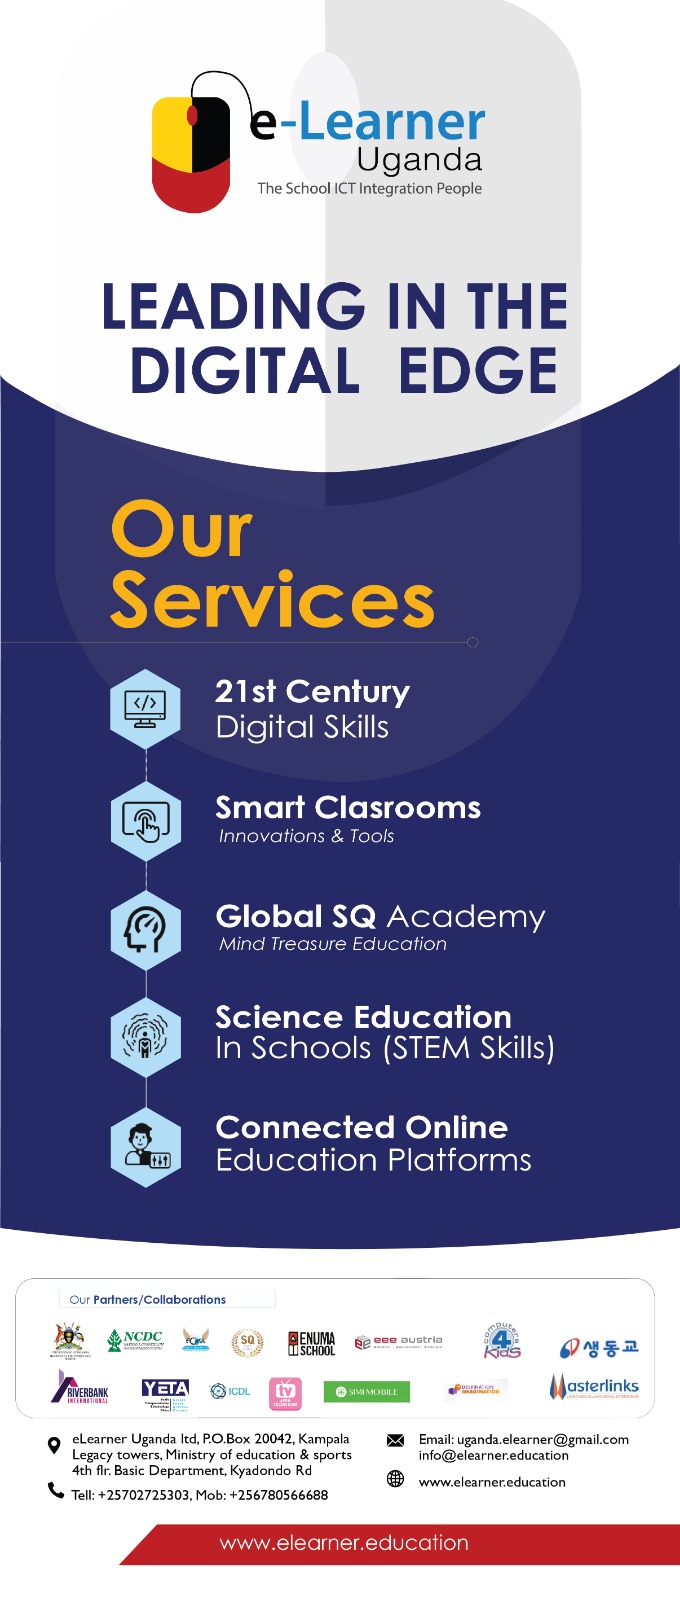 e-Learner
Uganda
The School ICT Integration People
LEADING IN THE
DIGITAL EDGE
Our
Services
21st Century
Digital Skills
Smart Clasrooms
Innovations & Tools
Global SQ Academy
Mind Treasure Education
Science Education
In Schools (STEM Skills)
Connected Online
Education Platforms
Our Partners/Collaborations
NCDC
SQ
ENUMA
SCHOOL
eee austria
computers
4
Kids
생동교
RIVERBANK
INTERNATIONAL
YETA
ICDL
tv
SIMI MOBILE
DESTINATION
IMAGINATION
Masterlinks
eLearner Uganda ltd, P.O.Box 20042, Kampala
Legacy towers, Ministry of education & sports
4th flr. Basic Department, Kyadondo Rd
Tell: +25702725303, Mob: +256780566688
Email: uganda.elearner@gmail.com
info@elearner.education
www.elearner.education
www.elearner.education